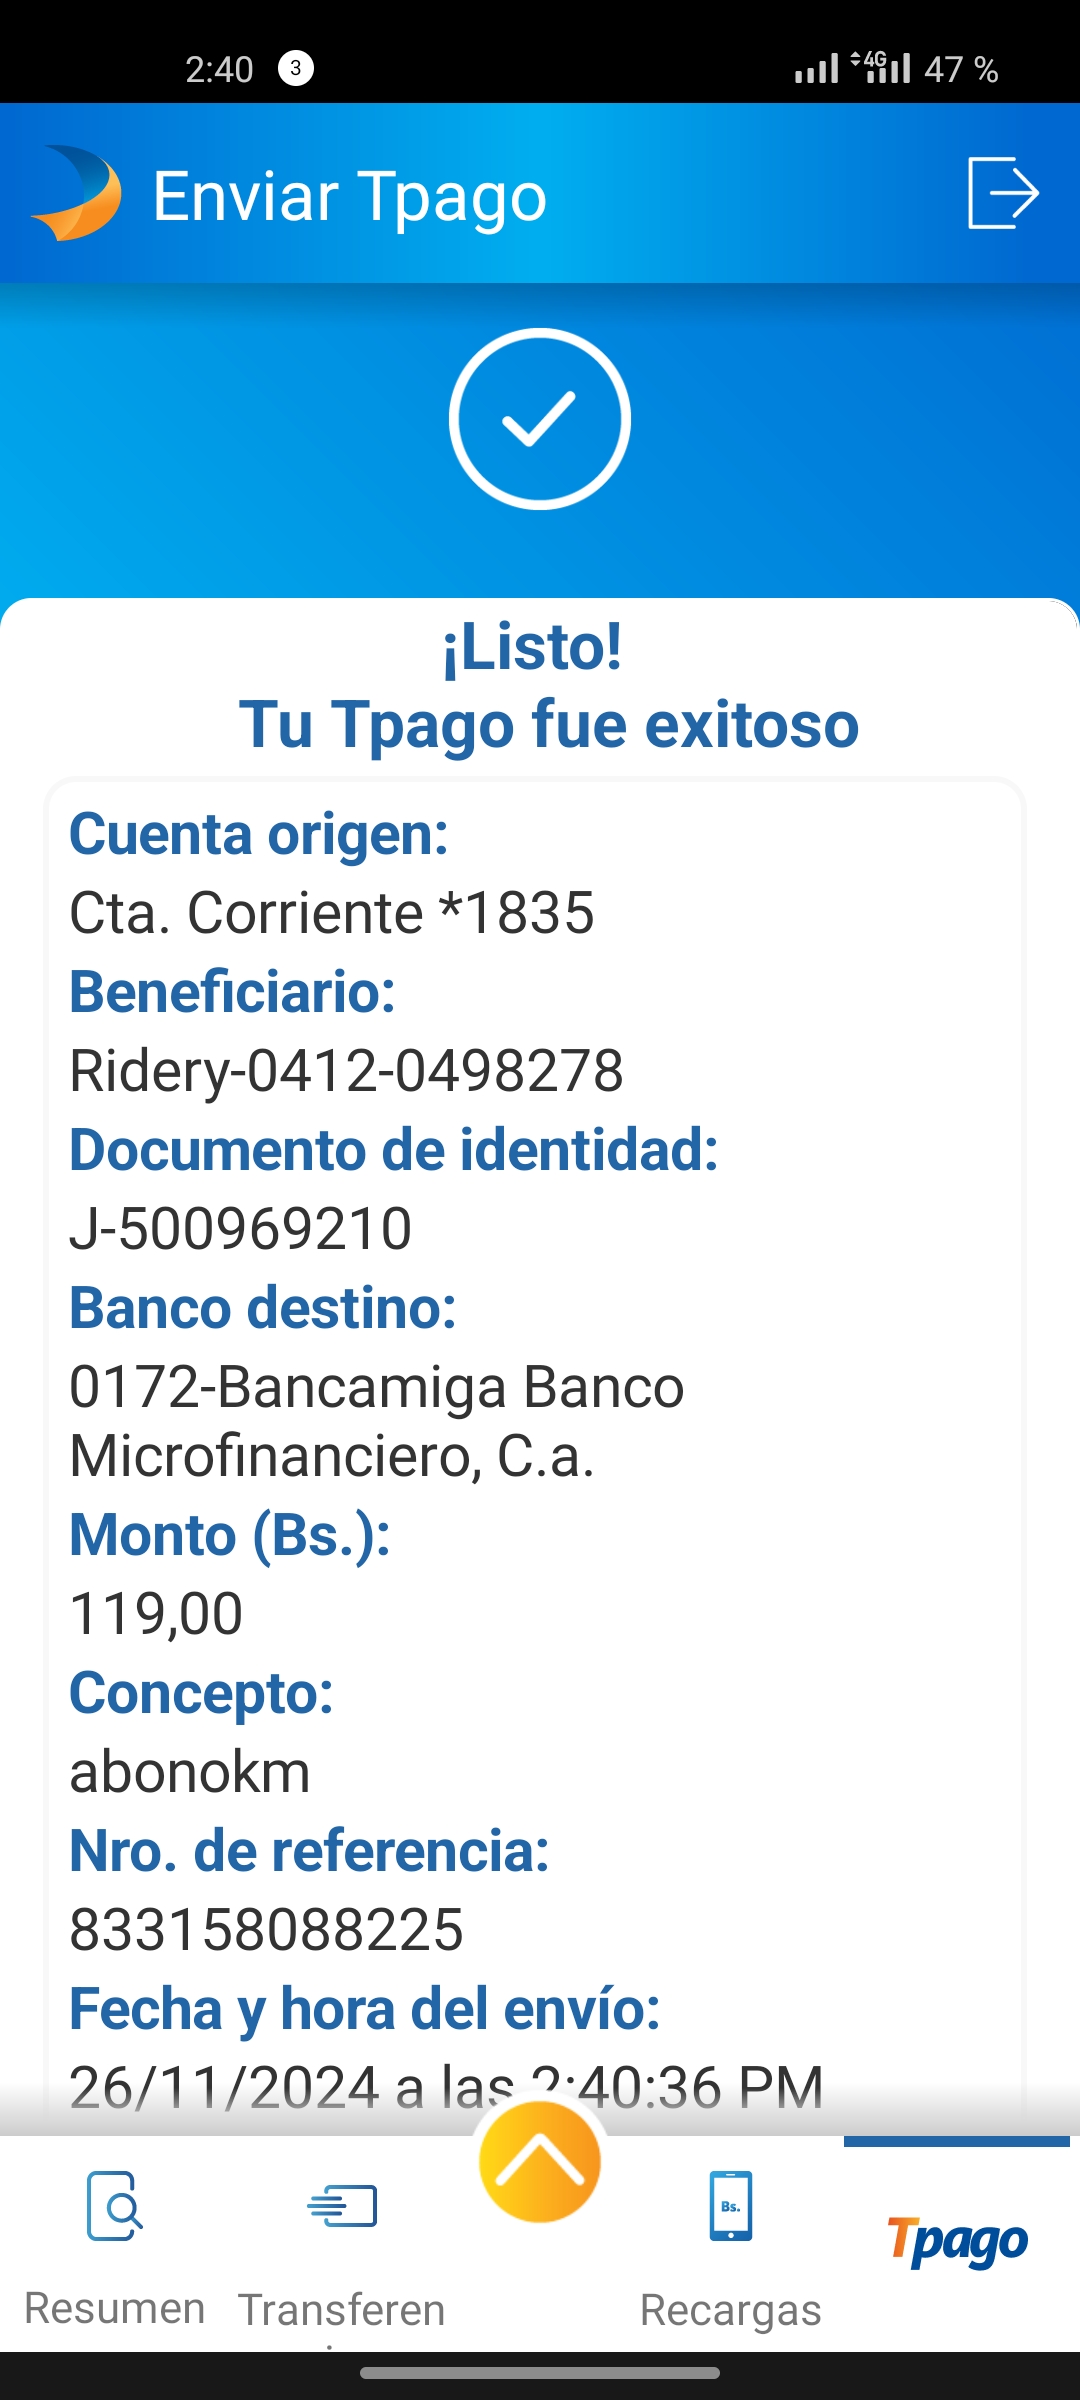 2:40 3 4G 47 %
Enviar Tpago
¡Listo!
Tu Tpago fue exitoso
Cuenta origen:
Cta. Corriente *1835
Beneficiario:
Ridery-0412-0498278
Documento de identidad:
J-500969210
Banco destino:
0172-Bancamiga Banco
Microfinanciero, C.a.
Monto (Bs.):
119,00
Concepto:
abonokm
Nro. de referencia:
833158088225
Fecha y hora del envío:
26/11/2024 a las 2:40:36 PM
Bs.
Tpago
Resumen Transferen Recargas